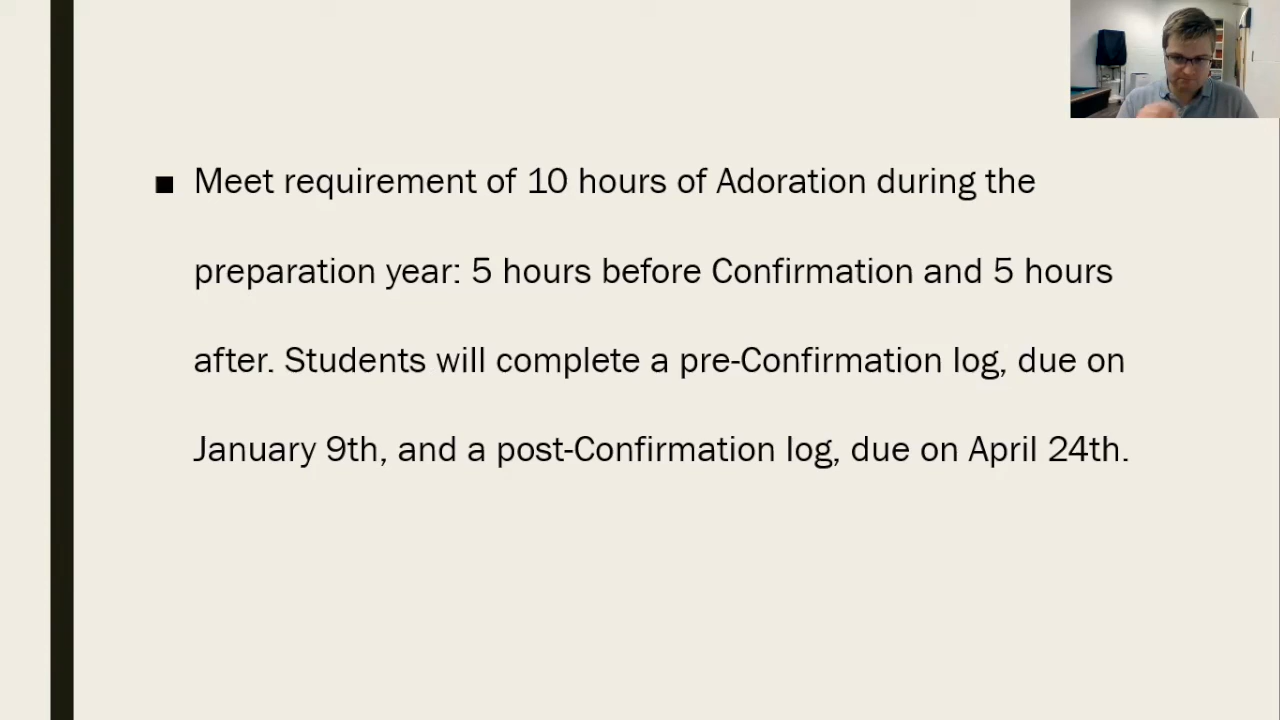 ■ Meet requirement of 10 hours of Adoration during the
preparation year: 5 hours before Confirmation and 5 hours
after. Students will complete a pre-Confirmation log, due on
January 9th, and a post-Confirmation log, due on April 24th.